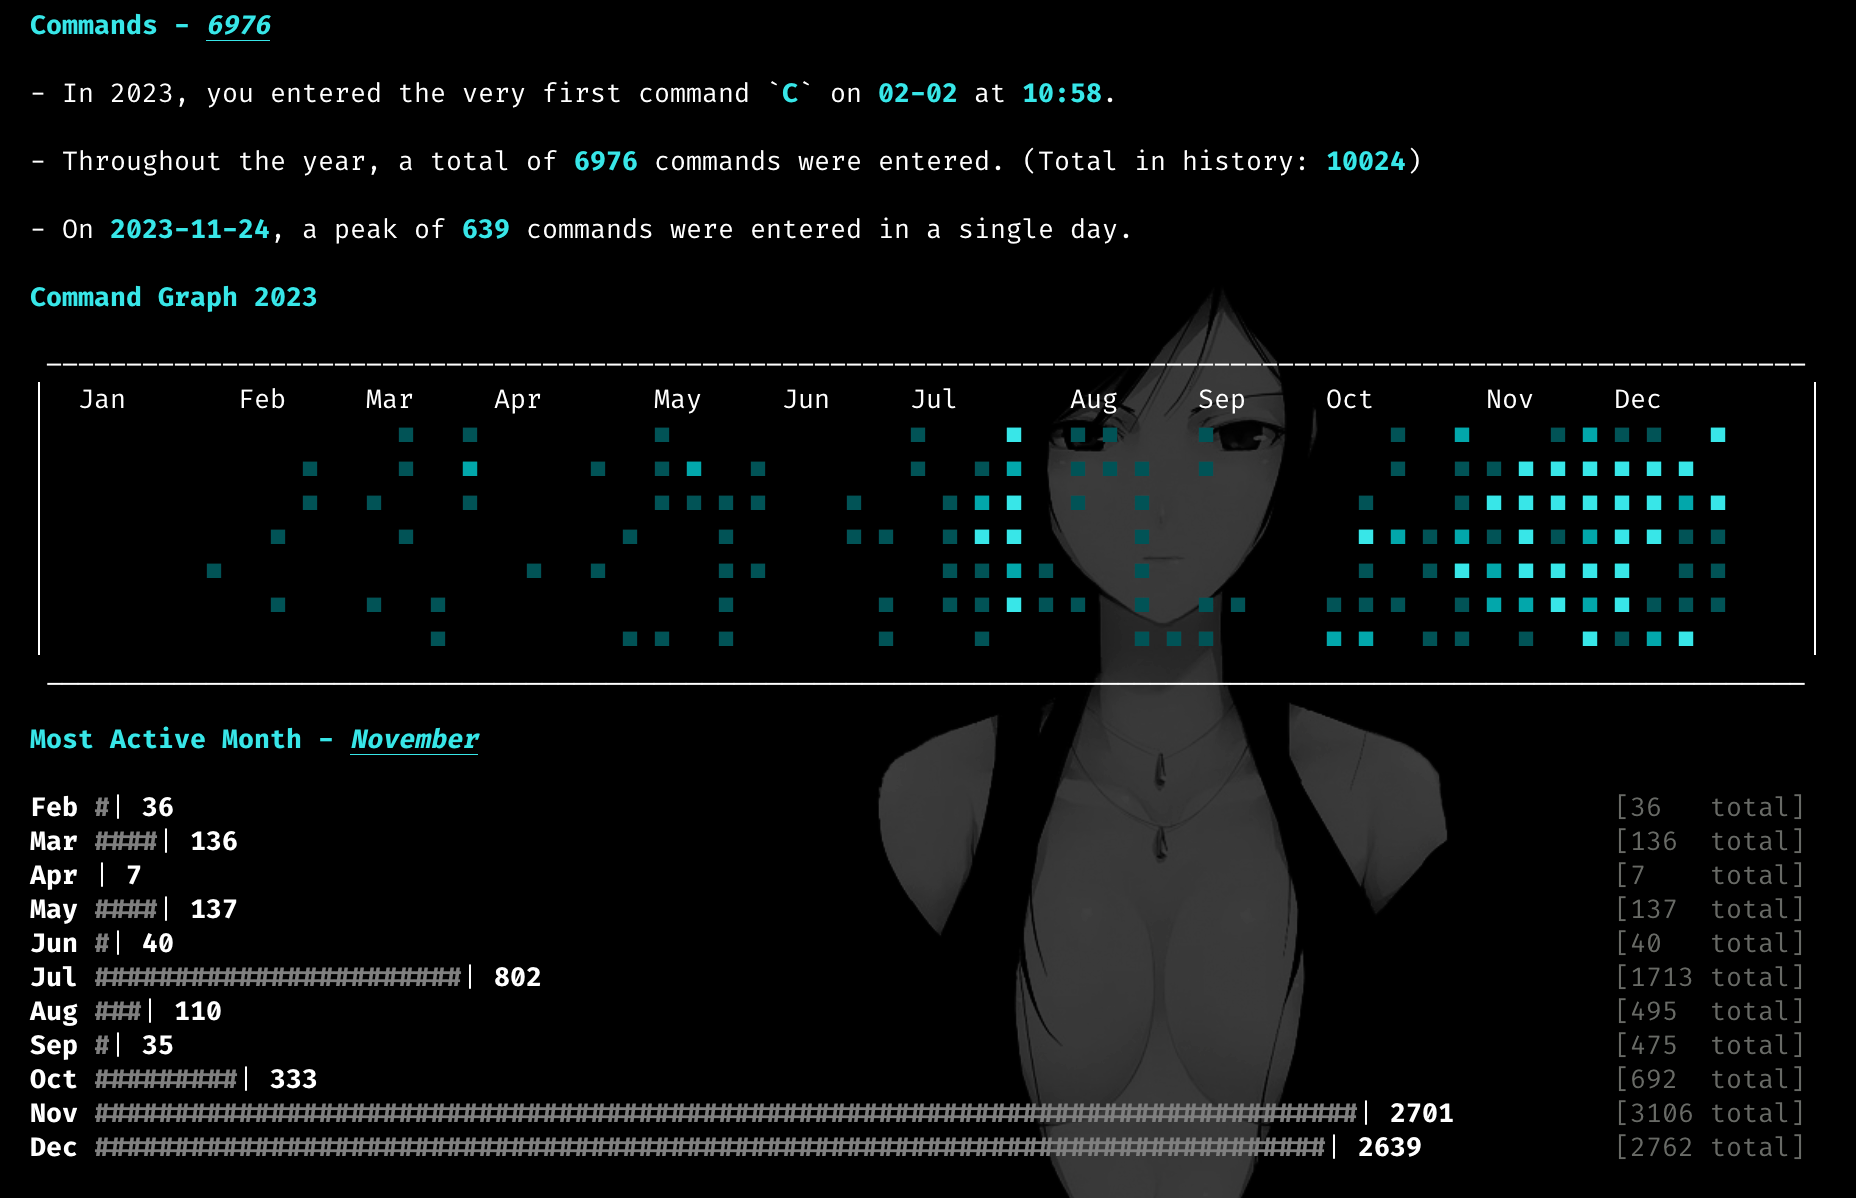 Commands - 6976
- In 2023, you entered the very first command `C` on 02-02 at 10:58.
- Throughout the year, a total of 6976 commands were entered. (Total in history: 10024)
- On 2023-11-24, a peak of 639 commands were entered in a single day.
Command Graph 2023
Jan Feb Mar Apr May Jun Jul Aug Sep Oct Nov Dec
Most Active Month - November
Feb #| 36 [36 total]
Mar ####| 136 [136 total]
Apr | 7 [7 total]
May ####| 137 [137 total]
Jun #| 40 [40 total]
Jul #######################| 802 [1713 total]
Aug ###| 110 [495 total]
Sep #| 35 [475 total]
Oct #########| 333 [692 total]
Nov ###############################################################################| 2701 [3106 total]
Dec #############################################################################| 2639 [2762 total]